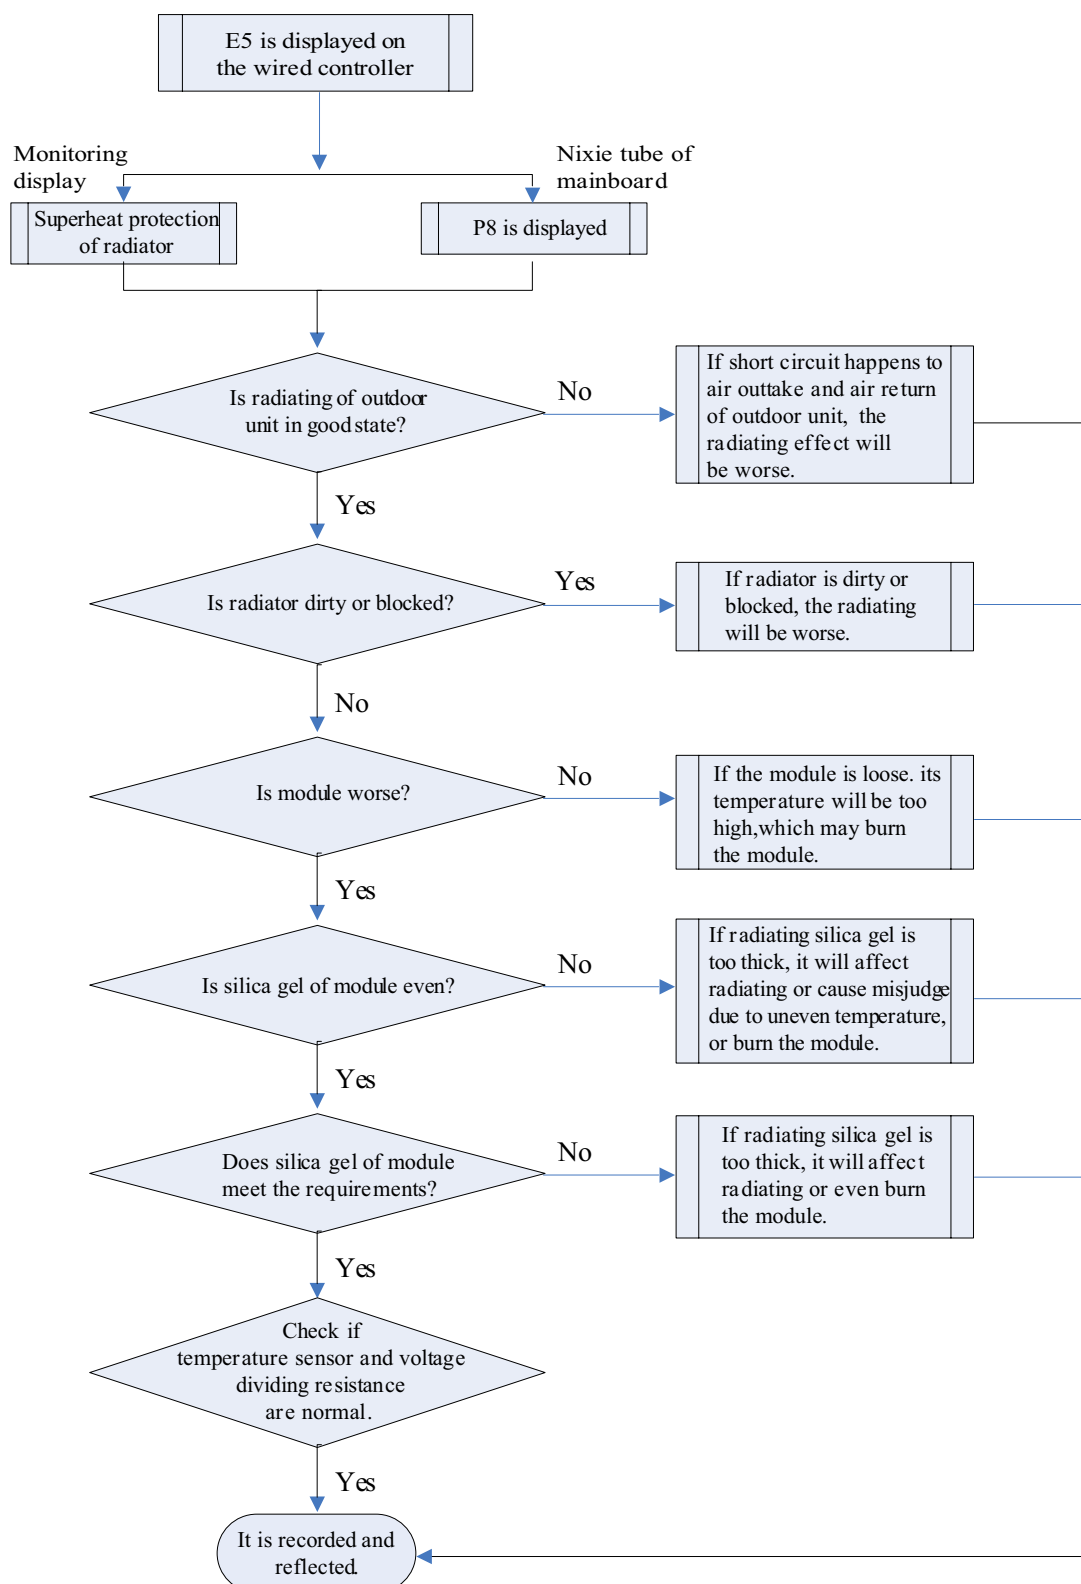 E5 is displayed on
the wired controller
Monitoring
display
Nixie tube of
mainboard
Superheat protection
of radiator
P8 is displayed
Is radiating of outdoor
unit in good state?
No
If short circuit happens to
air outtake and air return
of outdoor unit, the
radiating effect will
be worse.
Yes
Is radiator dirty or blocked?
Yes
If radiator is dirty or
blocked, the radiating
will be worse.
No
Is module worse?
No
If the module is loose. its
temperature will be too
high,which may burn
the module.
Yes
Is silica gel of module even?
No
If radiating silica gel is
too thick, it will affect
radiating or cause misjudge
due to uneven temperature,
or burn the module.
Yes
Does silica gel of module
meet the requirements?
No
If radiating silica gel is
too thick, it will affect
radiating or even burn
the module.
Yes
Check if
temperature sensor and voltage
dividing resistance
are normal.
Yes
It is recorded and
reflected.